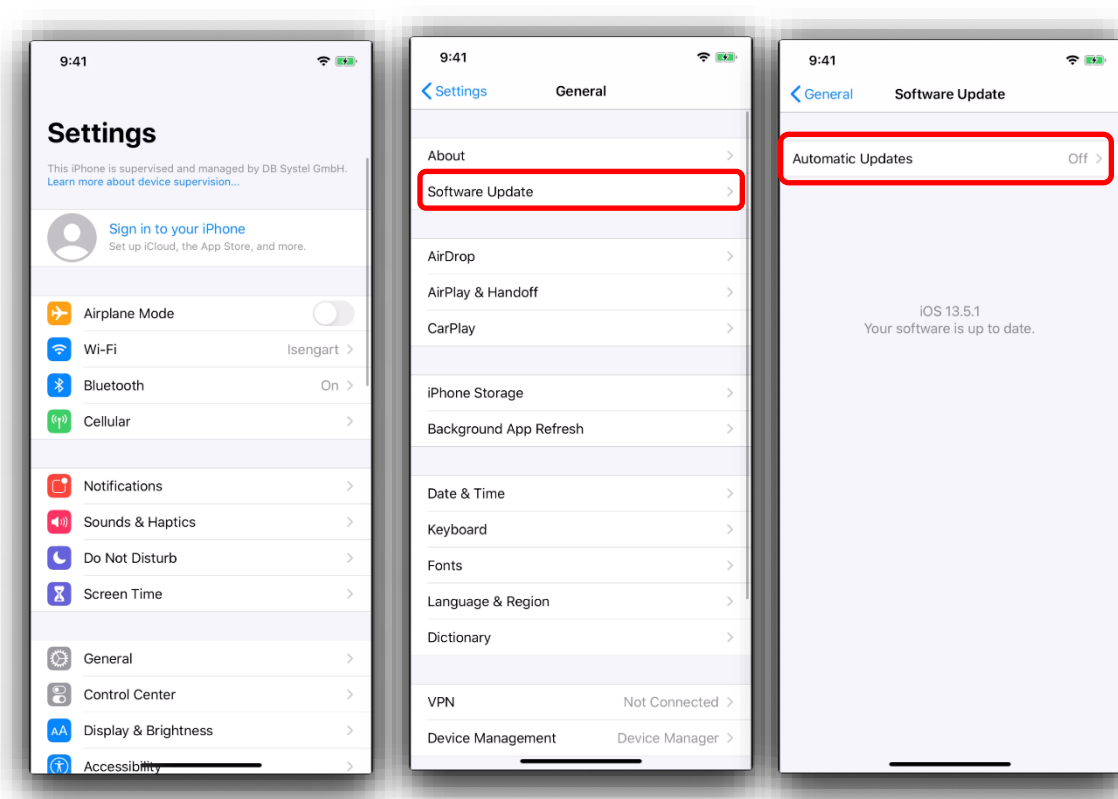 9:41
Settings
This iPhone is supervised and managed by DB Systel GmbH.
Learn more about device supervision...
Sign in to your iPhone
Set up iCloud, the App Store, and more.
Airplane Mode
Wi-Fi Isengart
Bluetooth On
Cellular
Notifications
Sounds & Haptics
Do Not Disturb
Screen Time
General
Control Center
AA Display & Brightness
Accessibility
9:41
Settings General
About
Software Update
AirDrop
AirPlay & Handoff
CarPlay
iPhone Storage
Background App Refresh
Date & Time
Keyboard
Fonts
Language & Region
Dictionary
VPN Not Connected
Device Management Device Manager
9:41
General Software Update
Automatic Updates Off
iOS 13.5.1
Your software is up to date.